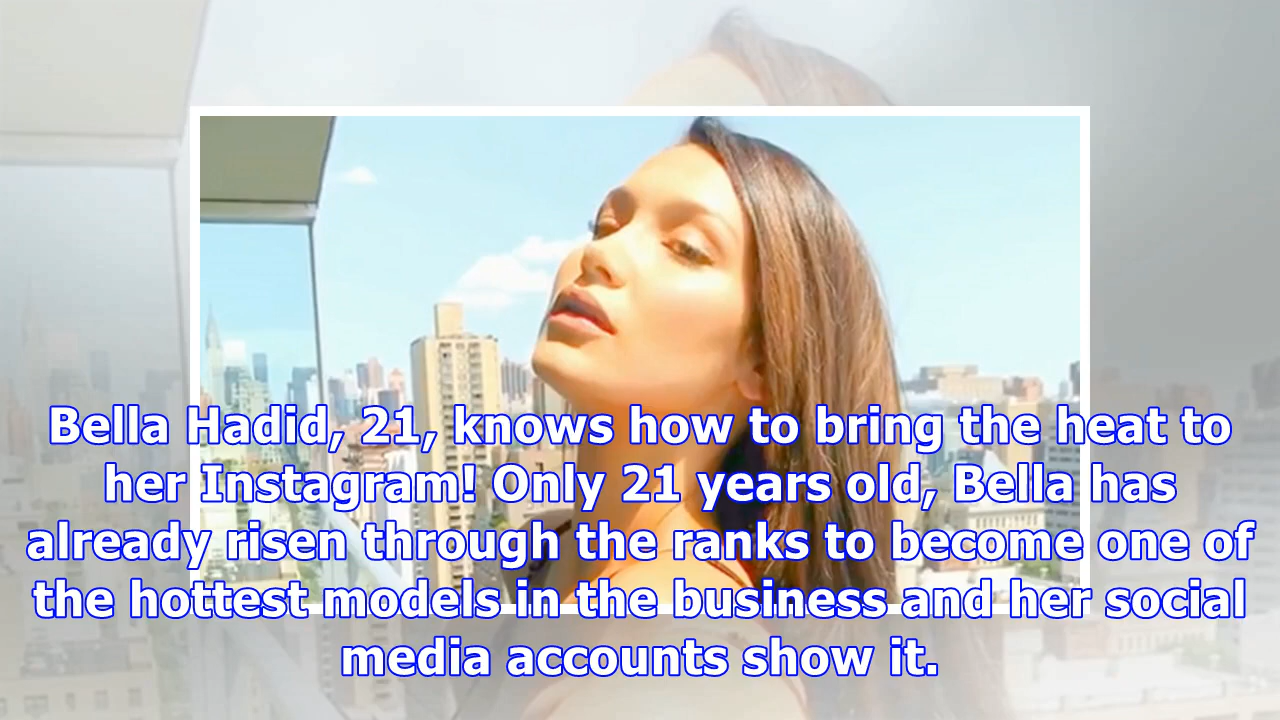 Bella Hadid, 21, knows how to bring the heat to
her Instagram! Only 21 years old, Bella has
already risen through the ranks to become one of
the hottest models in the business and her social
media accounts show it.